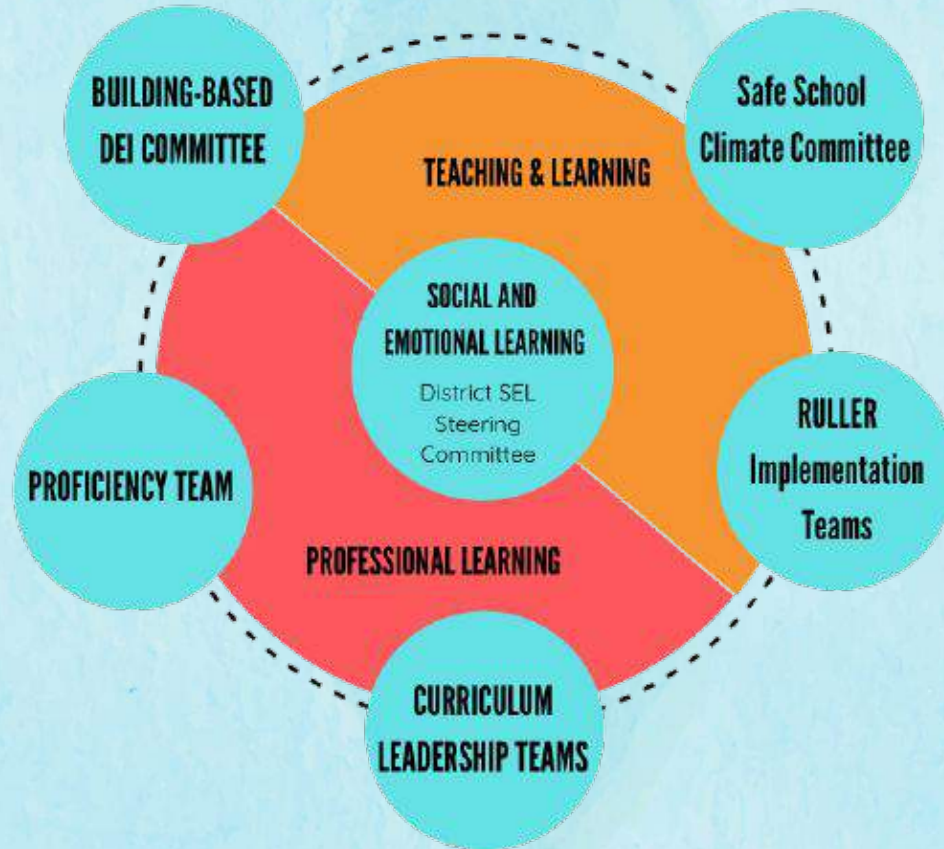 BUILDING-BASED
DEI COMMITTEE
Safe School
Climate Committee
TEACHING & LEARNING
SOCIAL AND
EMOTIONAL LEARNING
District SEL
Steering
Committee
PROFICIENCY TEAM
RULLER
Implementation
Teams
PROFESSIONAL LEARNING
CURRICULUM
LEADERSHIP TEAMS